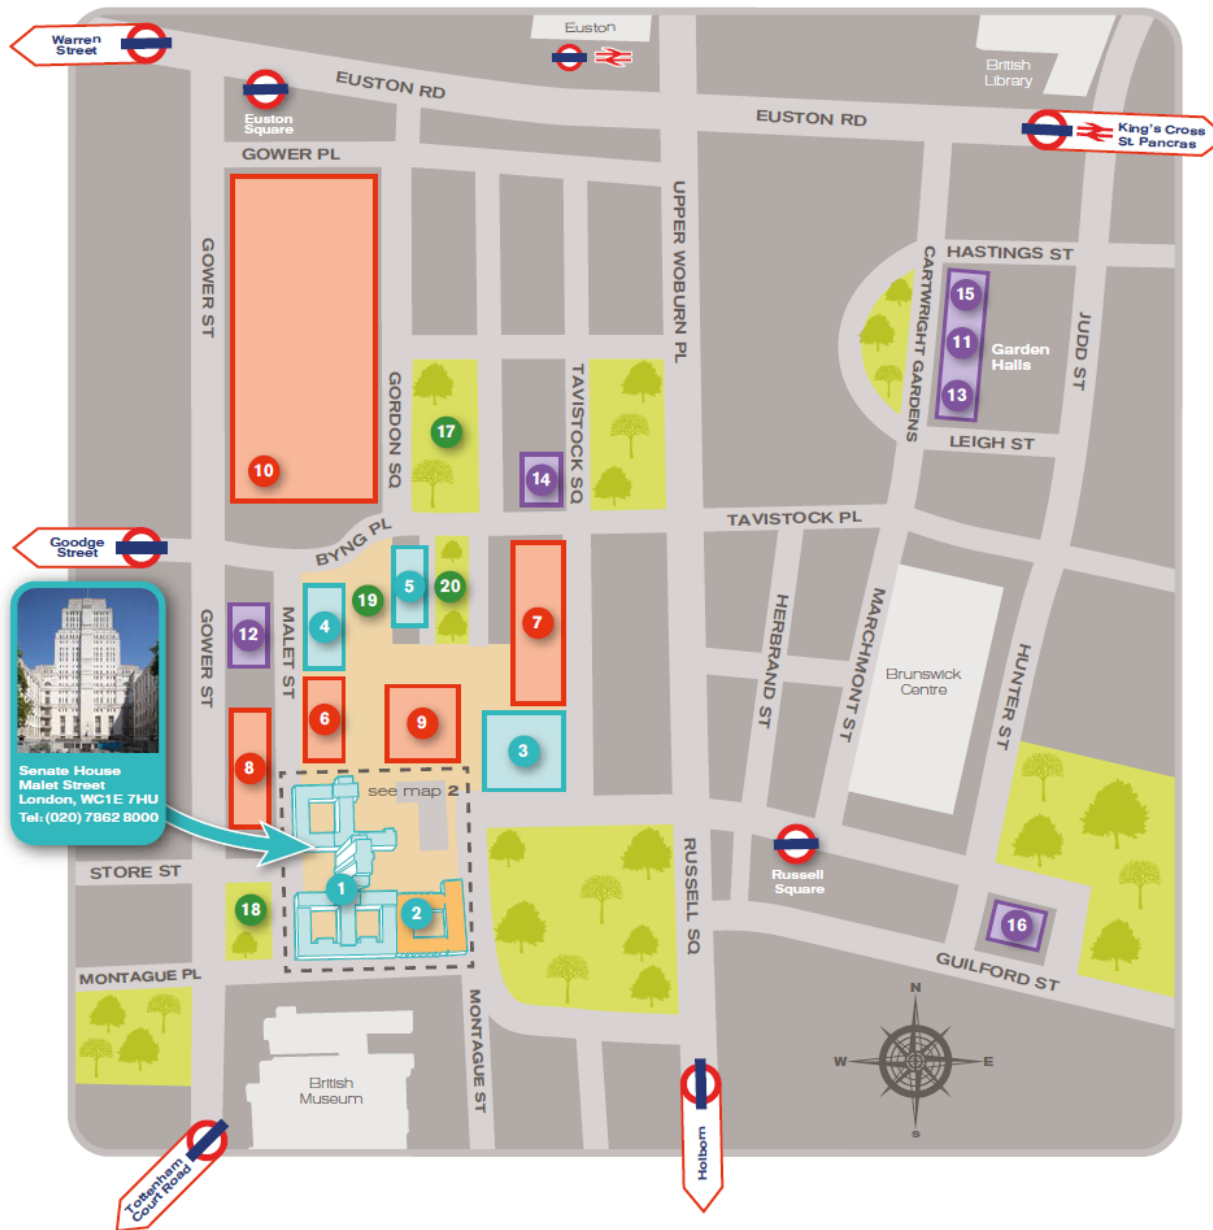 Warren
Street
Euston
British
Library
EUSTON RD
EUSTON RD
Euston
Square
King's Cross
St. Pancras
GOWER PL
UPPER WOBURN PL
GOWER ST
HASTINGS ST
CARTWRIGHT GARDENS
15
11
Garden
Halls
13
JUDD ST
LEIGH ST
GORDON SQ
17
TAVISTOCK SQ
14
10
TAVISTOCK PL
BYNG PL
Goodge
Street
5
20
19
4
12
MALET ST
GOWER ST
7
HERBRAND ST
MARCHMONT ST
Brunswick
Centre
HUNTER ST
6
9
3
8
Senate House
Malet Street
London, WC1E 7HU
Tel: (020) 7862 8000
see map 2
STORE ST
1
2
18
RUSSELL SQ
Russell
Square
16
GUILFORD ST
MONTAGUE PL
MONTAGUE ST
British
Museum
N
W
E
S
Holborn
Tottenham
Court Road